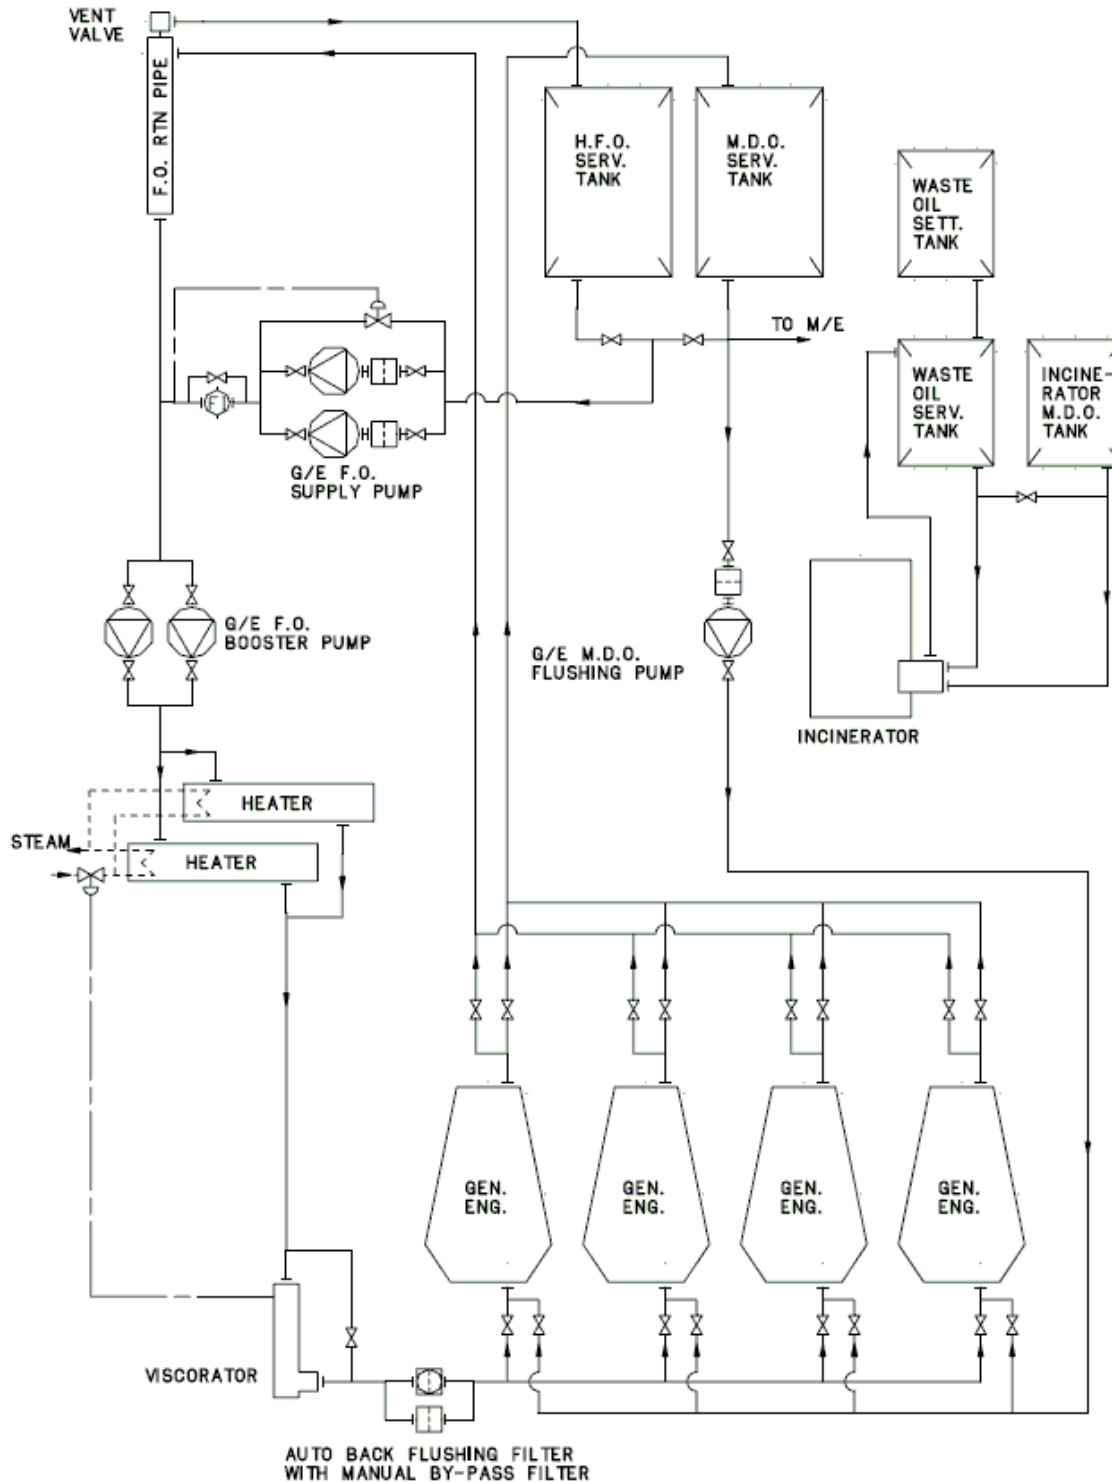 VENT
VALVE
F.O. RTN PIPE
H.F.O.
SERV.
TANK
M.D.O.
SERV.
TANK
WASTE
OIL
SETT.
TANK
TO M/E
WASTE
OIL
SERV.
TANK
INCINE-
RATOR
M.D.O.
TANK
F
G/E F.O.
SUPPLY PUMP
G/E F.O.
BOOSTER PUMP
G/E M.D.O.
FLUSHING PUMP
INCINERATOR
HEATER
STEAM
HEATER
GEN.
ENG.
GEN.
ENG.
GEN.
ENG.
GEN.
ENG.
VISCORATOR
AUTO BACK FLUSHING FILTER
WITH MANUAL BY-PASS FILTER